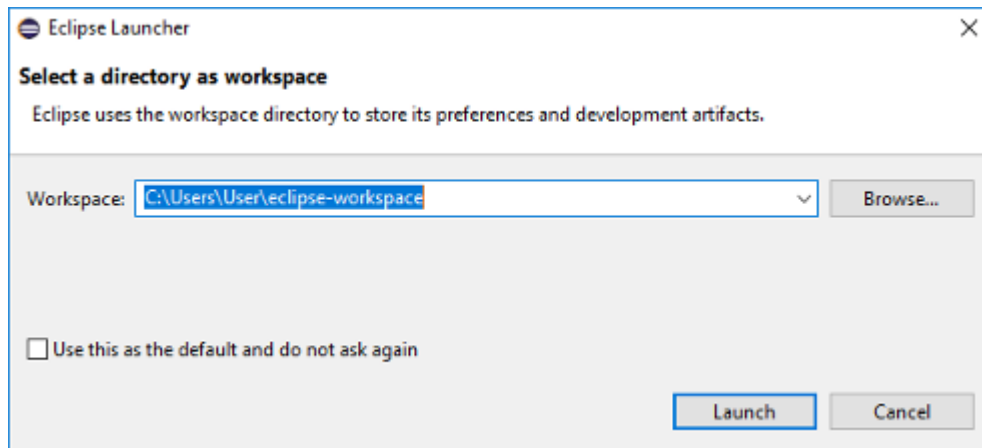 Eclipse Launcher
Select a directory as workspace
Eclipse uses the workspace directory to store its preferences and development artifacts.
Workspace: C:\Users\User\eclipse-workspace Browse...
Use this as the default and do not ask again
Launch Cancel